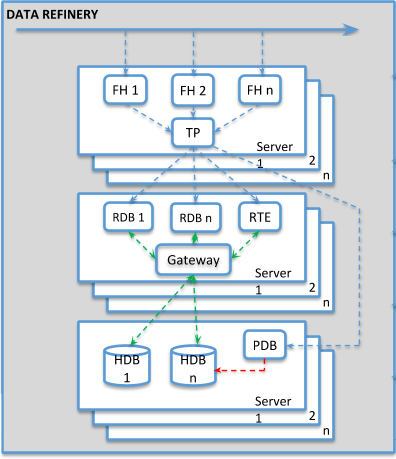 DATA REFINERY
FH 1
FH 2
FH n
TP
Server
1
2
n
RDB 1
RDB n
RTE
Gateway
Server
1
2
n
HDB
1
HDB
n
PDB
Server
1
2
n